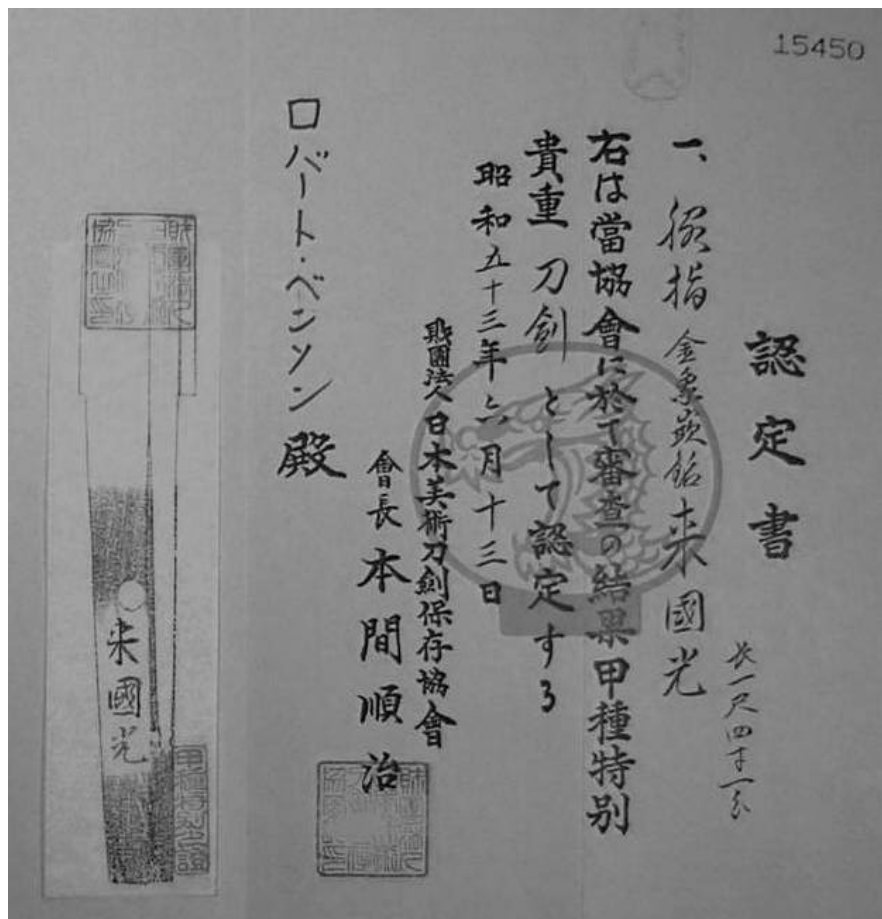 15450
認定書
一、脇指 金象嵌銘 来國光
長一尺四寸一分
右は當協會に於て審査の結果甲種特別
貴重 刀劍 として認定する
昭和五十三年六月十三日
財團法人 日本美術刀劍保存協會
會長 本間順治
ロバート・ベンソン 殿
来國光